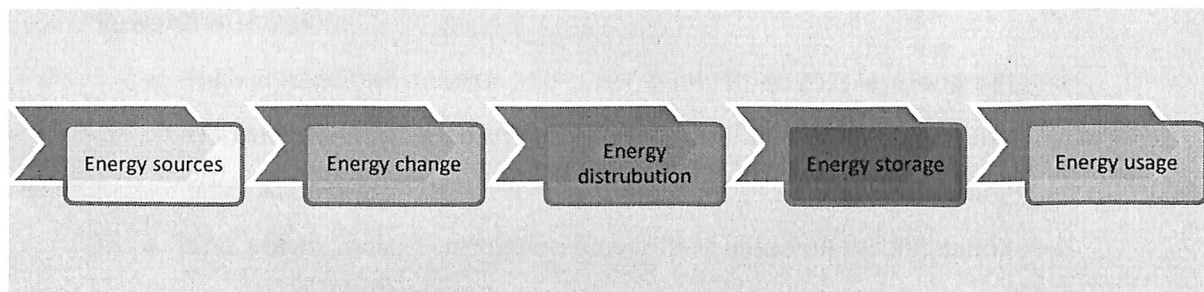 Energy sources
Energy change
Energy
distrubution
Energy storage
Energy usage